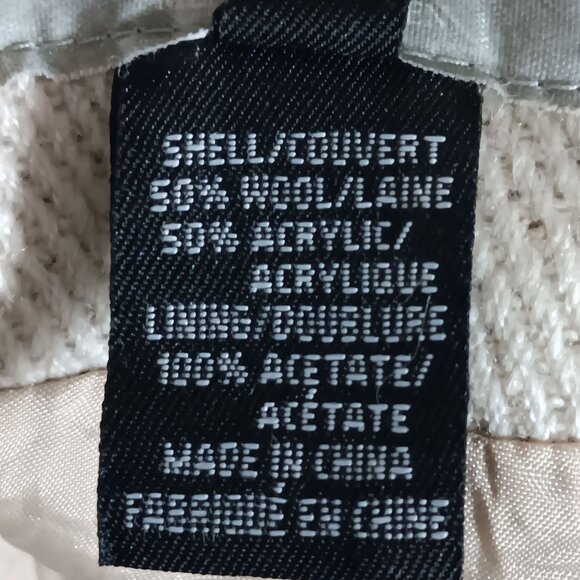 SHELL/COUVERT
50% WOOL/LAINE
50% ACRYLIC/
ACRYLIQUE
LINING/DOUBLURE
100% ACETATE/
ACÉTATE
MADE IN CHINA
FABRIQUÉ EN CHINE